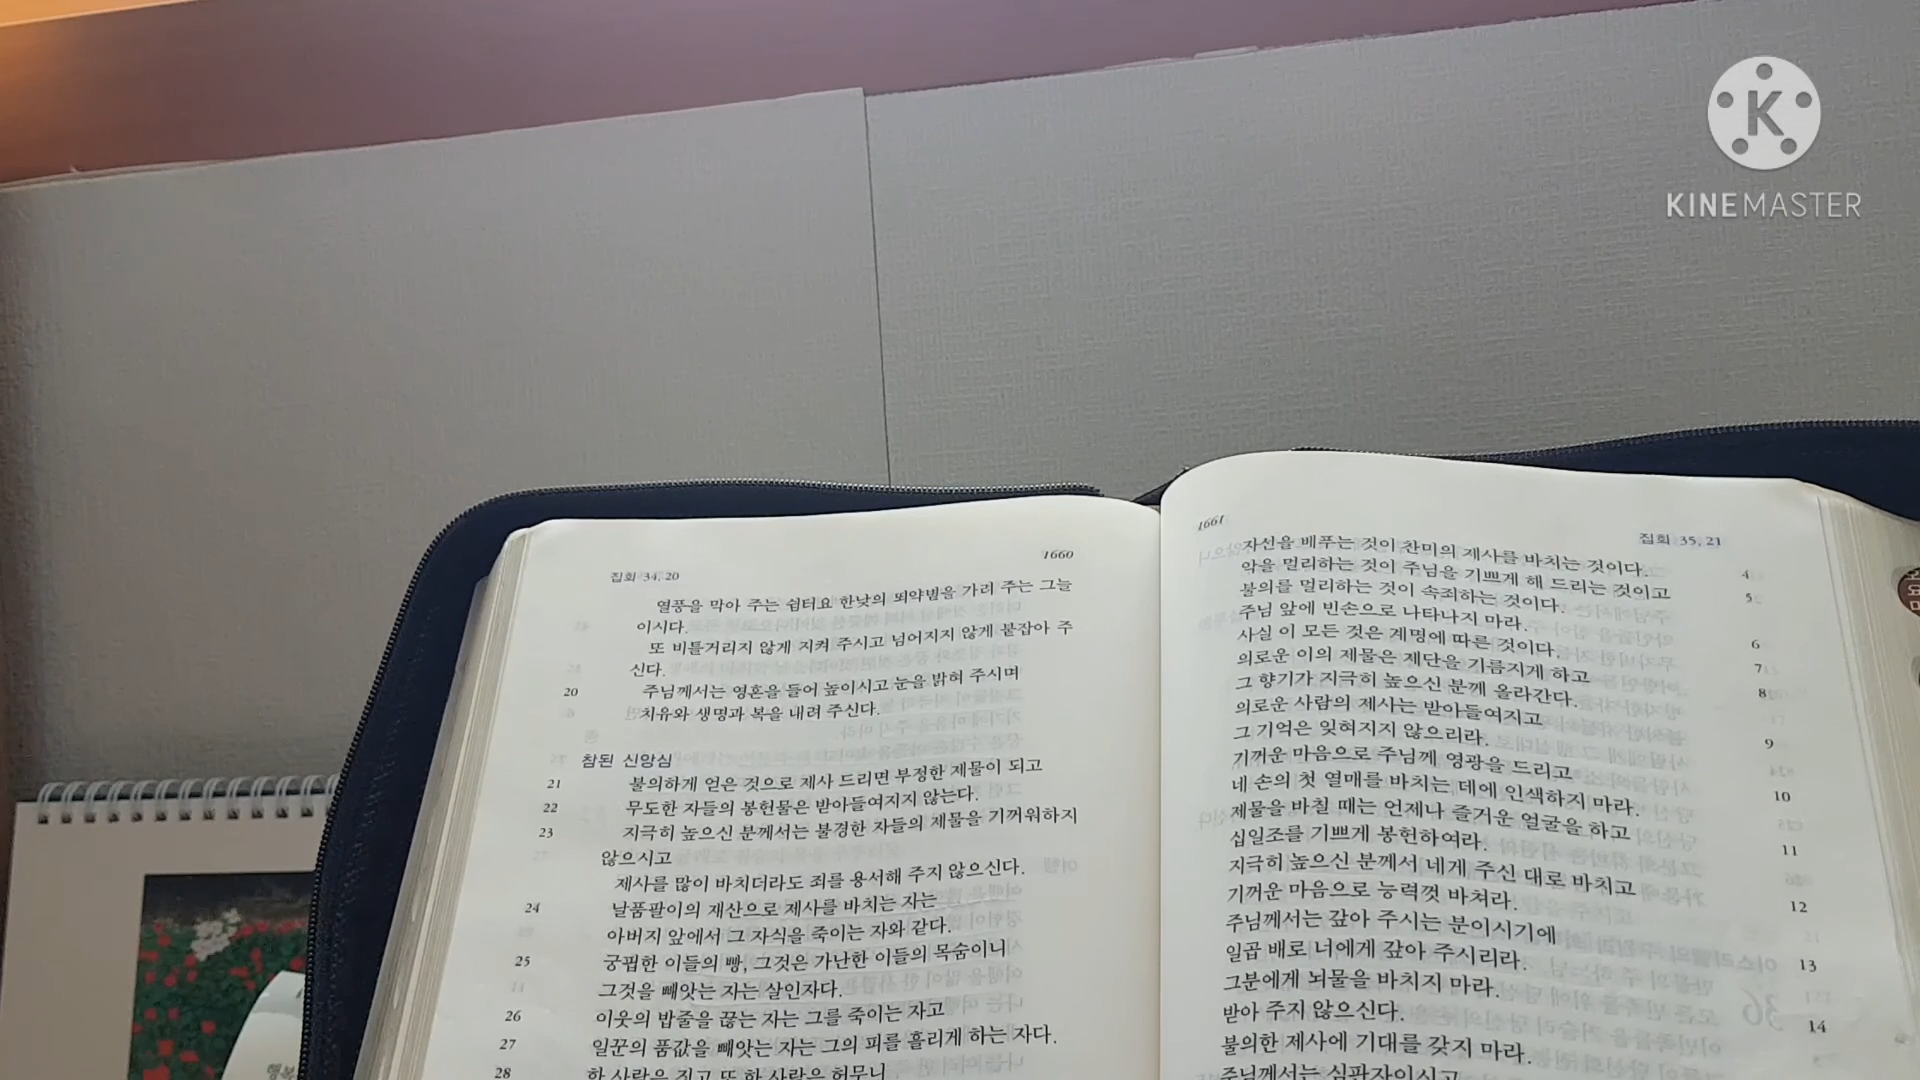 K
KINEMASTER
집회 34, 20
1660
열풍을 막아 주는 쉼터요 한낮의 뙤약볕을 가려 주는 그늘
이시다.
또 비틀거리지 않게 지켜 주시고 넘어지지 않게 붙잡아 주
신다.
20 주님께서는 영혼을 들어 높이시고 눈을 밝혀 주시며
치유와 생명과 복을 내려 주신다.
참된 신앙심
21 불의하게 얻은 것으로 제사 드리면 부정한 제물이 되고
22 무도한 자들의 봉헌물은 받아들여지지 않는다.
23 지극히 높으신 분께서는 불경한 자들의 제물을 기꺼워하지
않으시고
제사를 많이 바치더라도 죄를 용서해 주지 않으신다.
24 날품팔이의 재산으로 제사를 바치는 자는
아버지 앞에서 그 자식을 죽이는 자와 같다.
25 궁핍한 이들의 빵, 그것은 가난한 이들의 목숨이니
그것을 빼앗는 자는 살인자다.
26 이웃의 밥줄을 끊는 자는 그를 죽이는 자고
27 일꾼의 품값을 빼앗는 자는 그의 피를 흘리게 하는 자다.
28 한 사람은 짓고 또 한 사람은 허무니
1661
집회 35, 21
자선을 베푸는 것이 찬미의 제사를 바치는 것이다. 4
악을 멀리하는 것이 주님을 기쁘게 해 드리는 것이고 5
불의를 멀리하는 것이 속죄하는 것이다.
주님 앞에 빈손으로 나타나지 마라. 6
사실 이 모든 것은 계명에 따른 것이다. 7
의로운 이의 제물은 제단을 기름지게 하고 8
그 향기가 지극히 높으신 분께 올라간다.
의로운 사람의 제사는 받아들여지고 9
그 기억은 잊혀지지 않으리라.
기꺼운 마음으로 주님께 영광을 드리고 10
네 손의 첫 열매를 바치는 데에 인색하지 마라.
제물을 바칠 때는 언제나 즐거운 얼굴을 하고 11
십일조를 기쁘게 봉헌하여라.
지극히 높으신 분께서 네게 주신 대로 바치고 12
기꺼운 마음으로 능력껏 바쳐라.
주님께서는 갚아 주시는 분이시기에 13
일곱 배로 너에게 갚아 주시리라.
그분에게 뇌물을 바치지 마라. 14
받아 주지 않으신다.
불의한 제사에 기대를 갖지 마라.
주님께서는 심판자이시고
행복